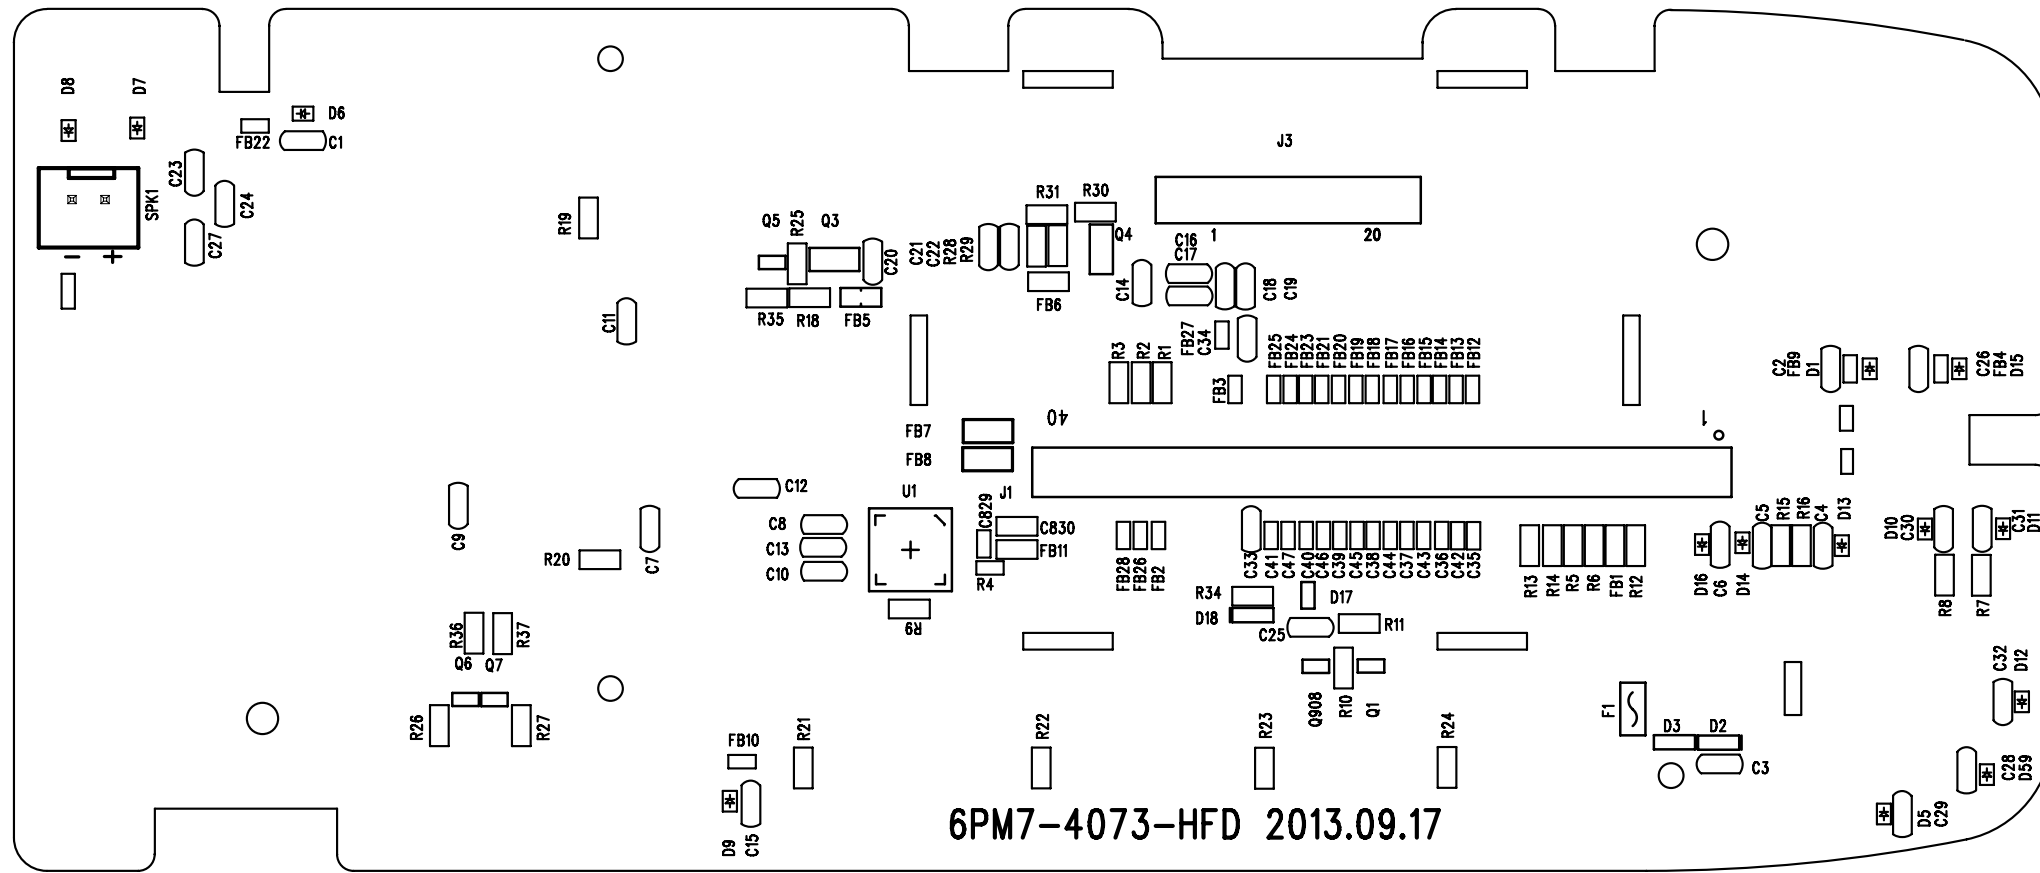 D8
D7
D6
FB22
C1
C23
SPK1
C24
C27
−
+
J3
R19
Q5
R25
Q3
C20
C21
C22
R28
R29
R31
R30
Q4
FB6
1
20
C16
C17
C14
C18
C19
R35
R18
FB5
C11
FB27
C34
R3
R2
R1
FB3
FB25
FB24
FB23
FB21
FB20
FB19
FB18
FB17
FB16
FB15
FB14
FB13
FB12
C2
FB9
D1
C26
FB4
D15
FB7
FB8
40
1
C12
U1
J1
C829
C830
FB11
R4
C8
C13
C10
R9
C9
R20
C7
FB28
FB26
FB2
C33
C41
C47
C40
C46
C39
C45
C38
C44
C37
C43
C36
C42
C35
R13
R14
R5
R6
FB1
R12
D16
C6
D14
C5
R15
R16
C4
D13
D10
C30
C31
D11
R8
R7
R34
D18
D17
C25
R11
Q908
R10
Q1
R36
R37
Q6
Q7
R26
R27
C32
D12
F1
D3
D2
C3
FB10
R21
R22
R23
R24
D9
C15
C28
D59
D5
C29
6PM7-4073-HFD 2013.09.17